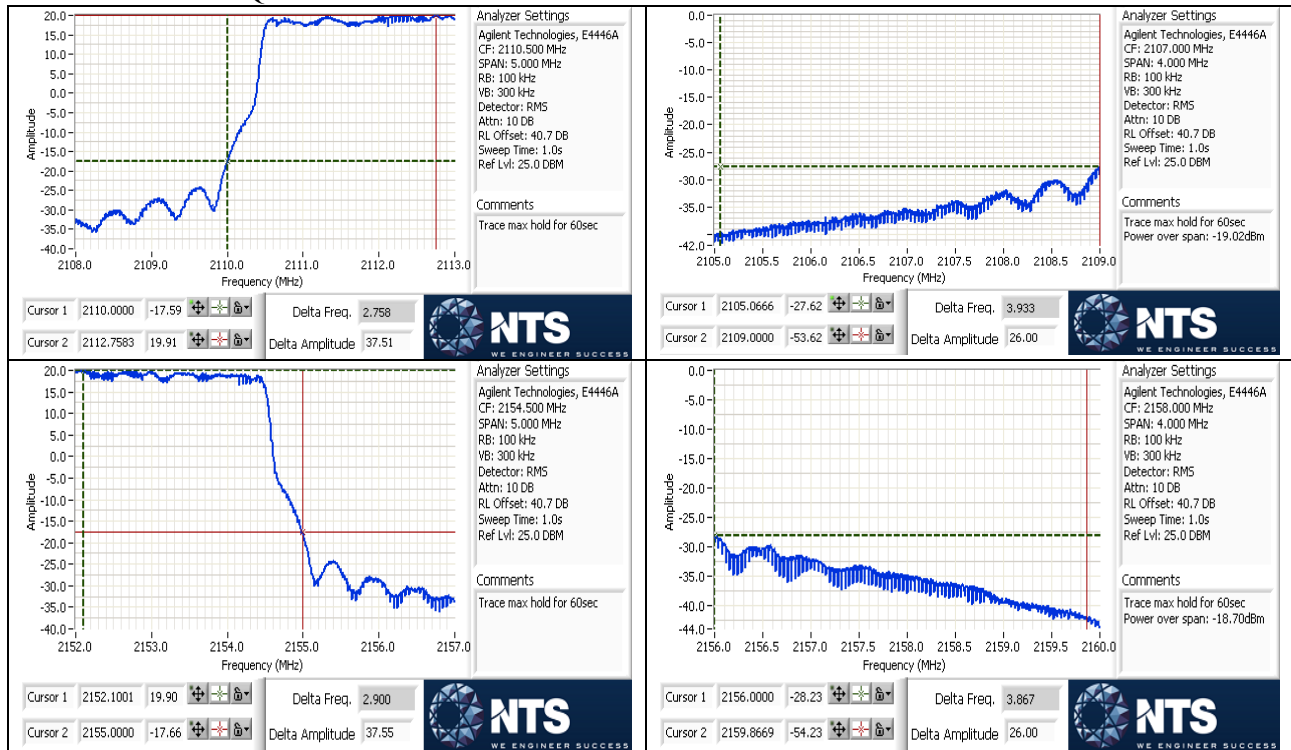 20.0
15.0
10.0
5.0
0.0
-5.0
-10.0
-15.0
-20.0
-25.0
-30.0
-35.0
-40.0
Amplitude
2108.0 2109.0 2110.0 2111.0 2112.0 2113.0
Frequency (MHz)
Analyzer Settings
Agilent Technologies, E4446A
CF: 2110.500 MHz
SPAN: 5.000 MHz
RB: 100 kHz
VB: 300 kHz
Detector: RMS
Attn: 10 DB
RL Offset: 40.7 DB
Sweep Time: 1.0s
Ref Lvl: 25.0 DBM
Comments
Trace max hold for 60sec
Cursor 1 2110.0000 -17.59
Cursor 2 2112.7583 19.91
Delta Freq. 2.758
Delta Amplitude 37.51
NTS
WE ENGINEER SUCCESS
0.0
-5.0
-10.0
-15.0
-20.0
-25.0
-30.0
-35.0
-42.0
Amplitude
2105.0 2105.5 2106.0 2106.5 2107.0 2107.5 2108.0 2108.5 2109.0
Frequency (MHz)
Analyzer Settings
Agilent Technologies, E4446A
CF: 2107.000 MHz
SPAN: 4.000 MHz
RB: 100 kHz
VB: 300 kHz
Detector: RMS
Attn: 10 DB
RL Offset: 40.7 DB
Sweep Time: 1.0s
Ref Lvl: 25.0 DBM
Comments
Trace max hold for 60sec
Power over span: -19.02dBm
Cursor 1 2105.0666 -27.62
Cursor 2 2109.0000 -53.62
Delta Freq. 3.933
Delta Amplitude 26.00
NTS
WE ENGINEER SUCCESS
20.0
15.0
10.0
5.0
0.0
-5.0
-10.0
-15.0
-20.0
-25.0
-30.0
-35.0
-40.0
Amplitude
2152.0 2153.0 2154.0 2155.0 2156.0 2157.0
Frequency (MHz)
Analyzer Settings
Agilent Technologies, E4446A
CF: 2154.500 MHz
SPAN: 5.000 MHz
RB: 100 kHz
VB: 300 kHz
Detector: RMS
Attn: 10 DB
RL Offset: 40.7 DB
Sweep Time: 1.0s
Ref Lvl: 25.0 DBM
Comments
Trace max hold for 60sec
Cursor 1 2152.1001 19.90
Cursor 2 2155.0000 -17.66
Delta Freq. 2.900
Delta Amplitude 37.55
NTS
WE ENGINEER SUCCESS
0.0
-5.0
-10.0
-15.0
-20.0
-25.0
-30.0
-35.0
-40.0
-44.0
Amplitude
2156.0 2156.5 2157.0 2157.5 2158.0 2158.5 2159.0 2159.5 2160.0
Frequency (MHz)
Analyzer Settings
Agilent Technologies, E4446A
CF: 2158.000 MHz
SPAN: 4.000 MHz
RB: 100 kHz
VB: 300 kHz
Detector: RMS
Attn: 10 DB
RL Offset: 40.7 DB
Sweep Time: 1.0s
Ref Lvl: 25.0 DBM
Comments
Trace max hold for 60sec
Power over span: -18.70dBm
Cursor 1 2156.0000 -28.23
Cursor 2 2159.8669 -54.23
Delta Freq. 3.867
Delta Amplitude 26.00
NTS
WE ENGINEER SUCCESS